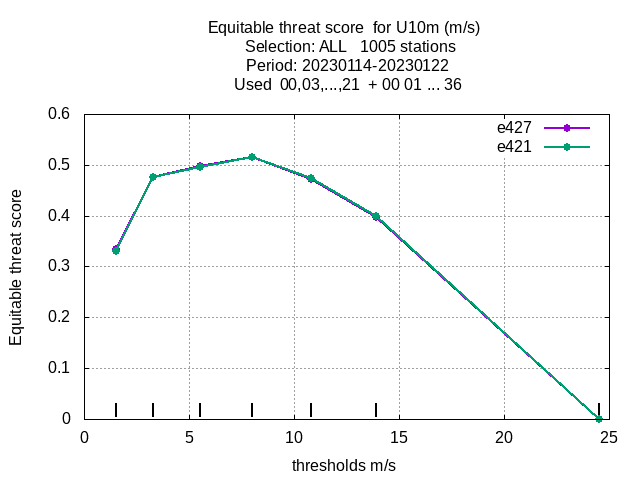 Equitable threat score  for U10m (m/s)
Selection: ALL   1005 stations
Period: 20230114-20230122
Used  00,03,...,21  + 00 01 ... 36
e427
e421
Equitable threat score
0.6
0.5
0.4
0.3
0.2
0.1
0
0 5 10 15 20 25
thresholds m/s